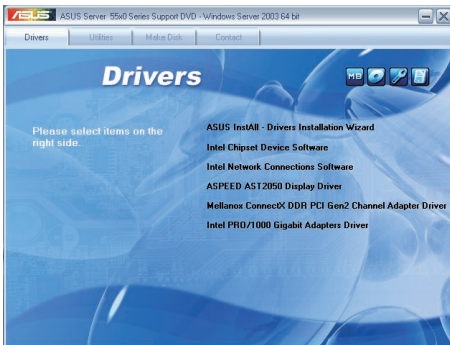 ASUS ASUS Server 55x0 Series Support DVD - Windows Server 2003 64 bit
Drivers Utilities Make Disk Contact
Drivers
MB
Please select items on the
right side.
ASUS InstAll - Drivers Installation Wizard
Intel Chipset Device Software
Intel Network Connections Software
ASPEED AST2050 Display Driver
Mellanox ConnectX DDR PCI Gen2 Channel Adapter Driver
Intel PRO/1000 Gigabit Adapters Driver